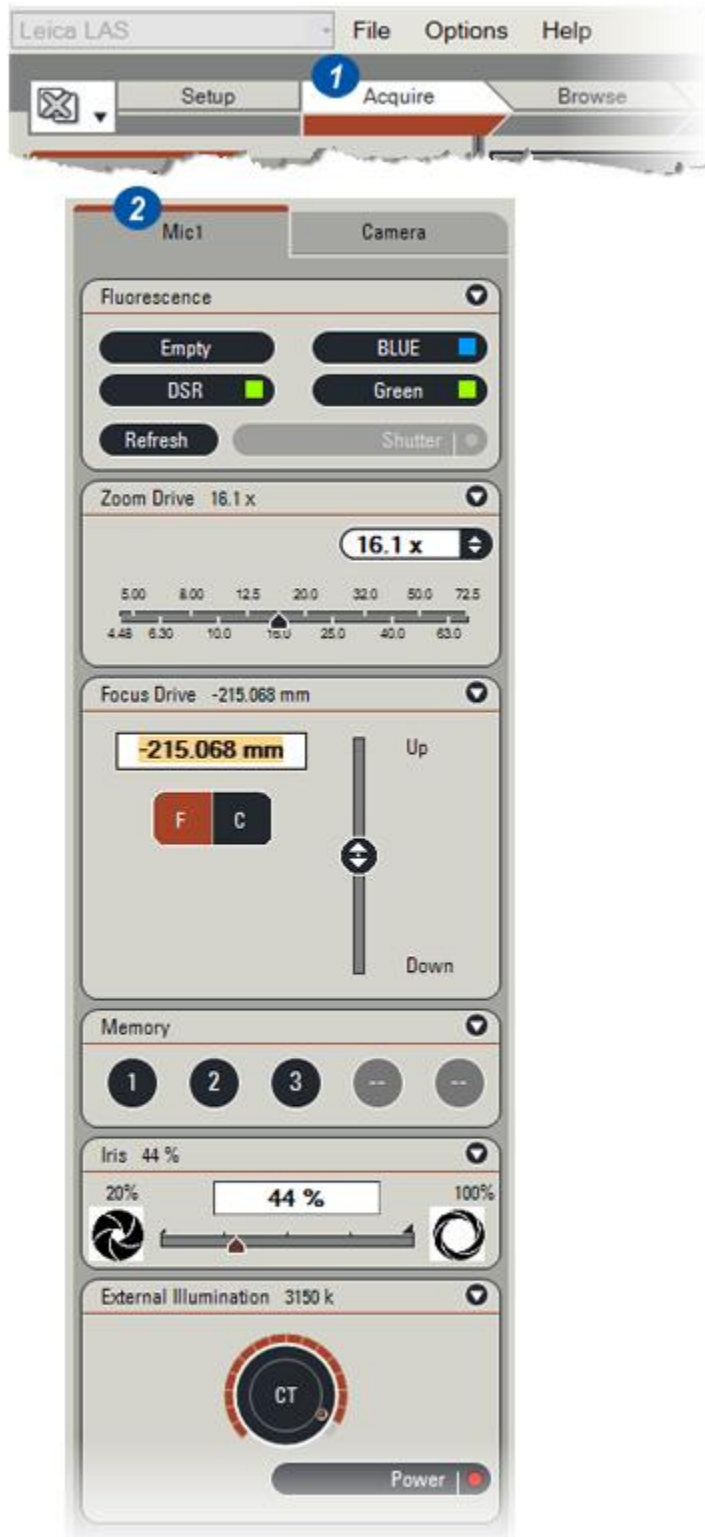 Leica LAS File Options Help
1
Setup Acquire Browse
2
Mic1 Camera
Fluorescence
Empty BLUE
DSR Green
Refresh Shutter
Zoom Drive 16.1 x
16.1 x
5.00 8.00 12.5 20.0 32.0 50.0 72.5
4.48 6.30 10.0 16.0 25.0 40.0 63.0
Focus Drive -215.068 mm
-215.068 mm Up
F C
Down
Memory
1 2 3 -- --
Iris 44 %
20% 44 % 100%
External Illumination 3150 k
CT
Power